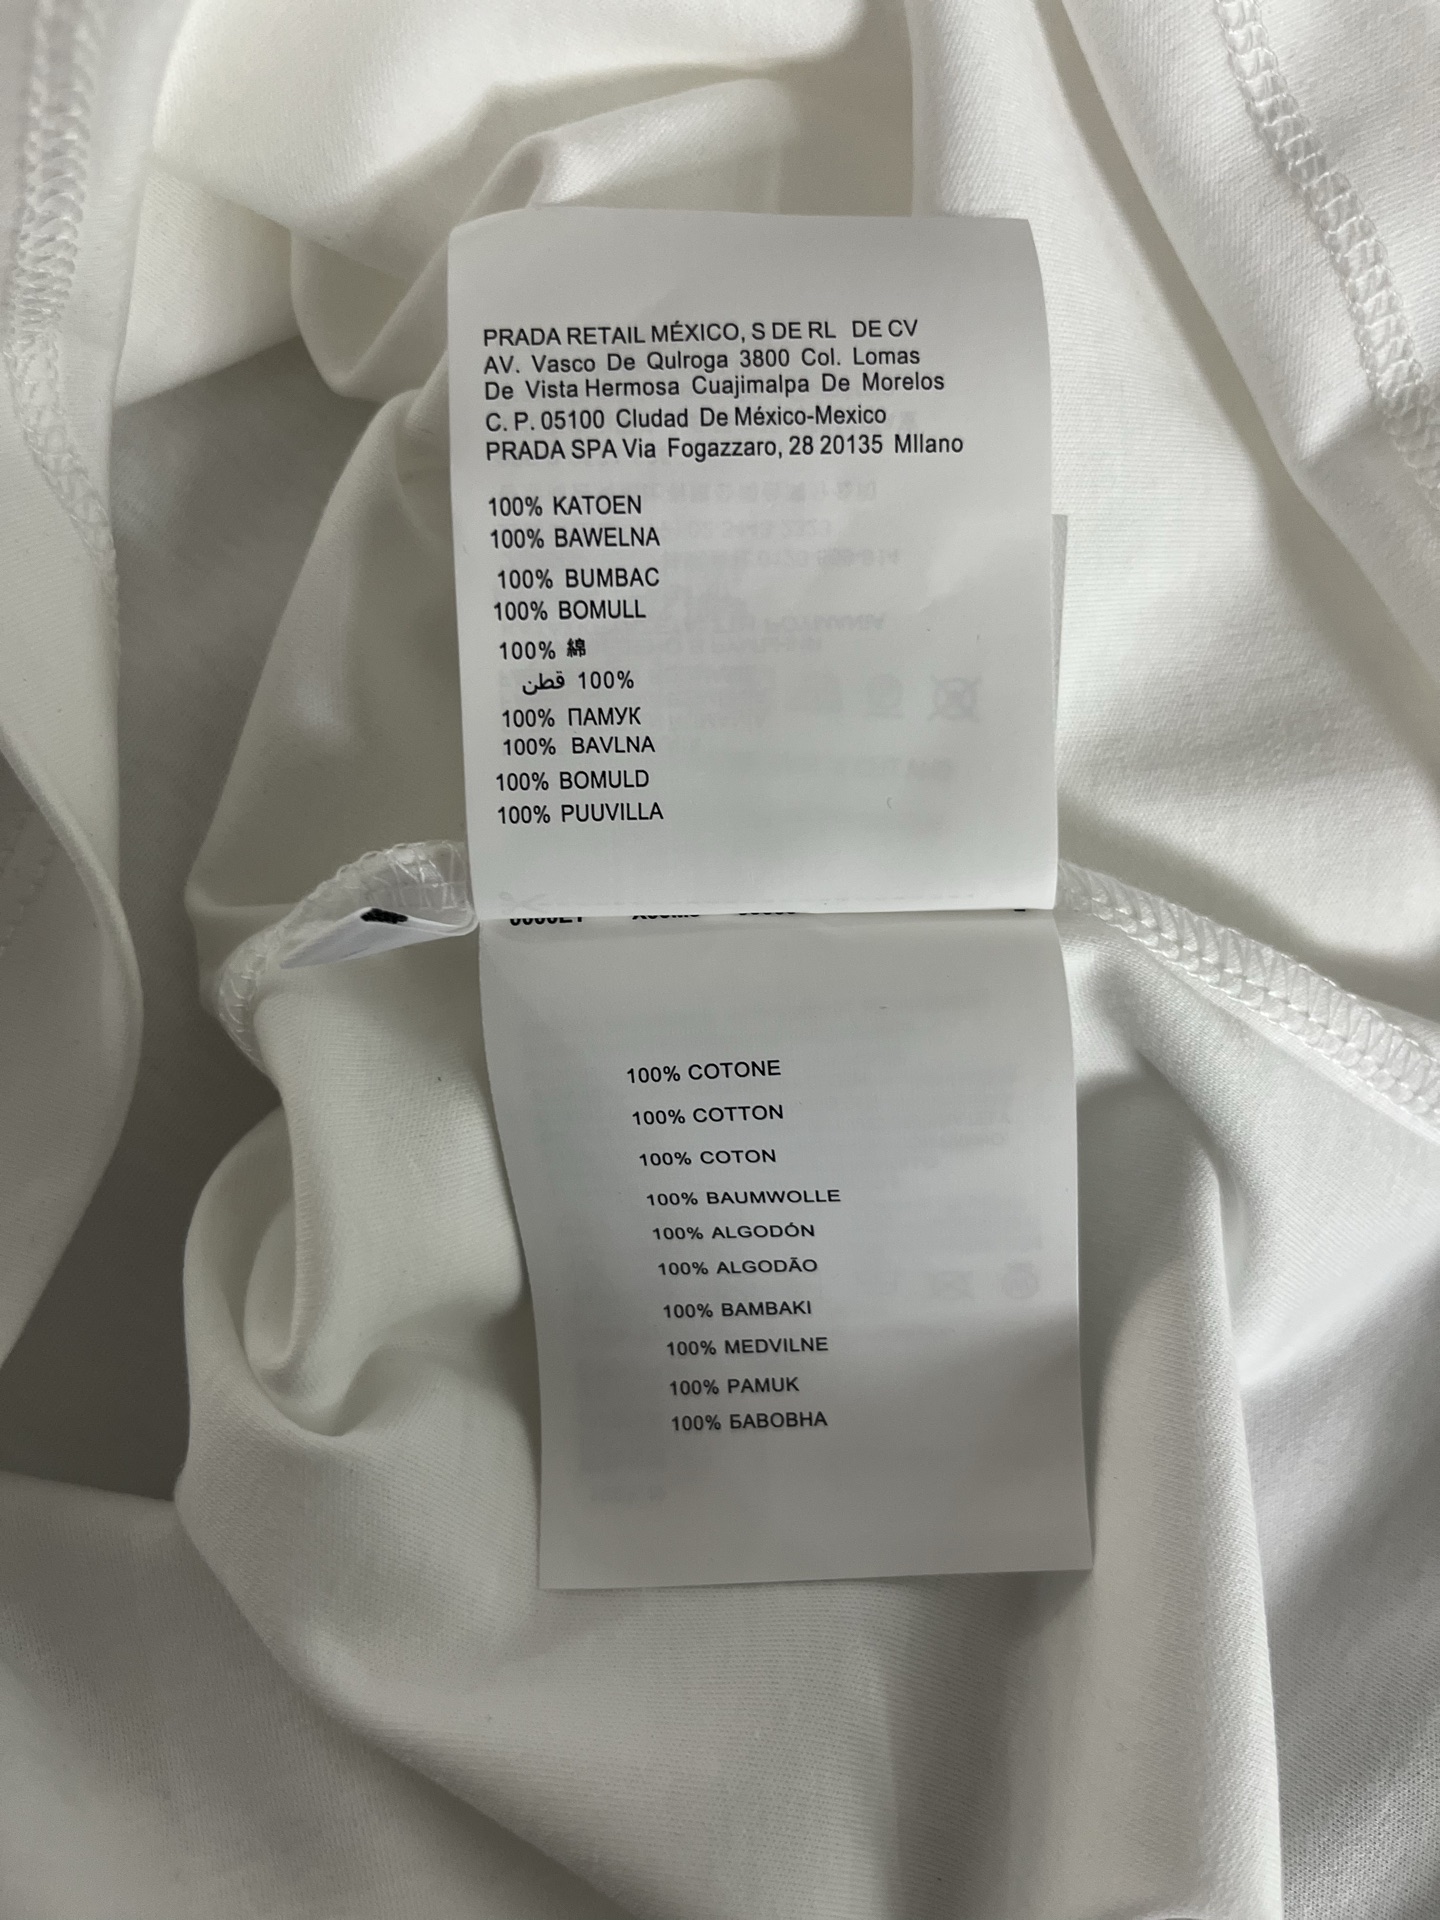 PRADA RETAIL MÉXICO, S DE RL DE CV
AV. Vasco De Qulroga 3800 Col. Lomas
De Vista Hermosa Cuajimalpa De Morelos
C. P. 05100 Cludad De México-Mexico
PRADA SPA Via Fogazzaro, 28 20135 MIlano
100% KATOEN
100% BAWELNA
100% BUMBAC
100% BOMULL
100% 綿
100% قطن
100% ПАМУК
100% BAVLNA
100% BOMULD
100% PUUVILLA
100% COTONE
100% COTTON
100% COTON
100% BAUMWOLLE
100% ALGODÓN
100% ALGODÃO
100% BAMBAKI
100% MEDVILNE
100% PAMUK
100% БАВОВНА